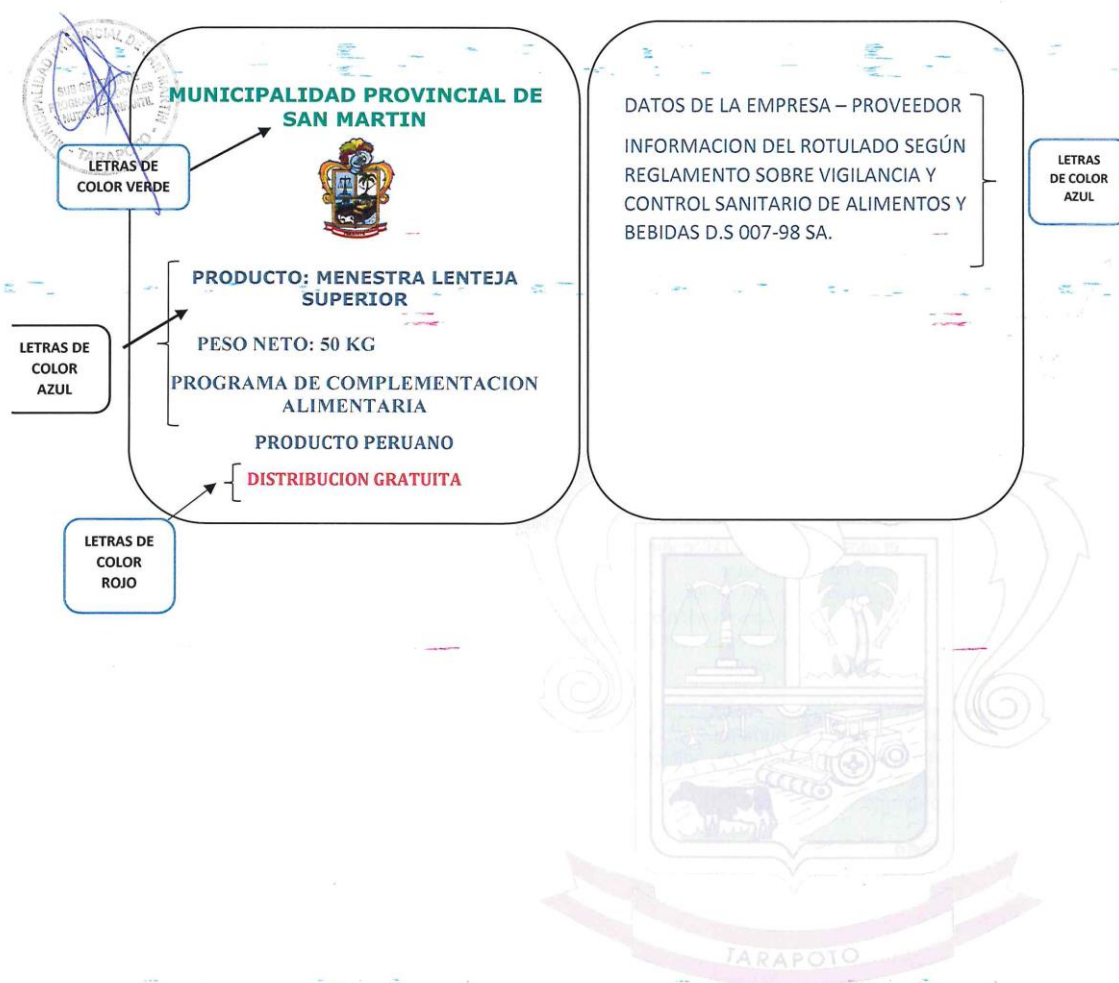 MUNICIPALIDAD PROVINCIAL DE
SAN MARTIN
LETRAS DE
COLOR VERDE
PRODUCTO: MENESTRA LENTEJA
SUPERIOR
PESO NETO: 50 KG
PROGRAMA DE COMPLEMENTACION
ALIMENTARIA
PRODUCTO PERUANO
DISTRIBUCION GRATUITA
LETRAS DE
COLOR
AZUL
LETRAS DE
COLOR
ROJO
DATOS DE LA EMPRESA – PROVEEDOR
INFORMACION DEL ROTULADO SEGÚN
REGLAMENTO SOBRE VIGILANCIA Y
CONTROL SANITARIO DE ALIMENTOS Y
BEBIDAS D.S 007-98 SA.
LETRAS
DE COLOR
AZUL
TARAPOTO